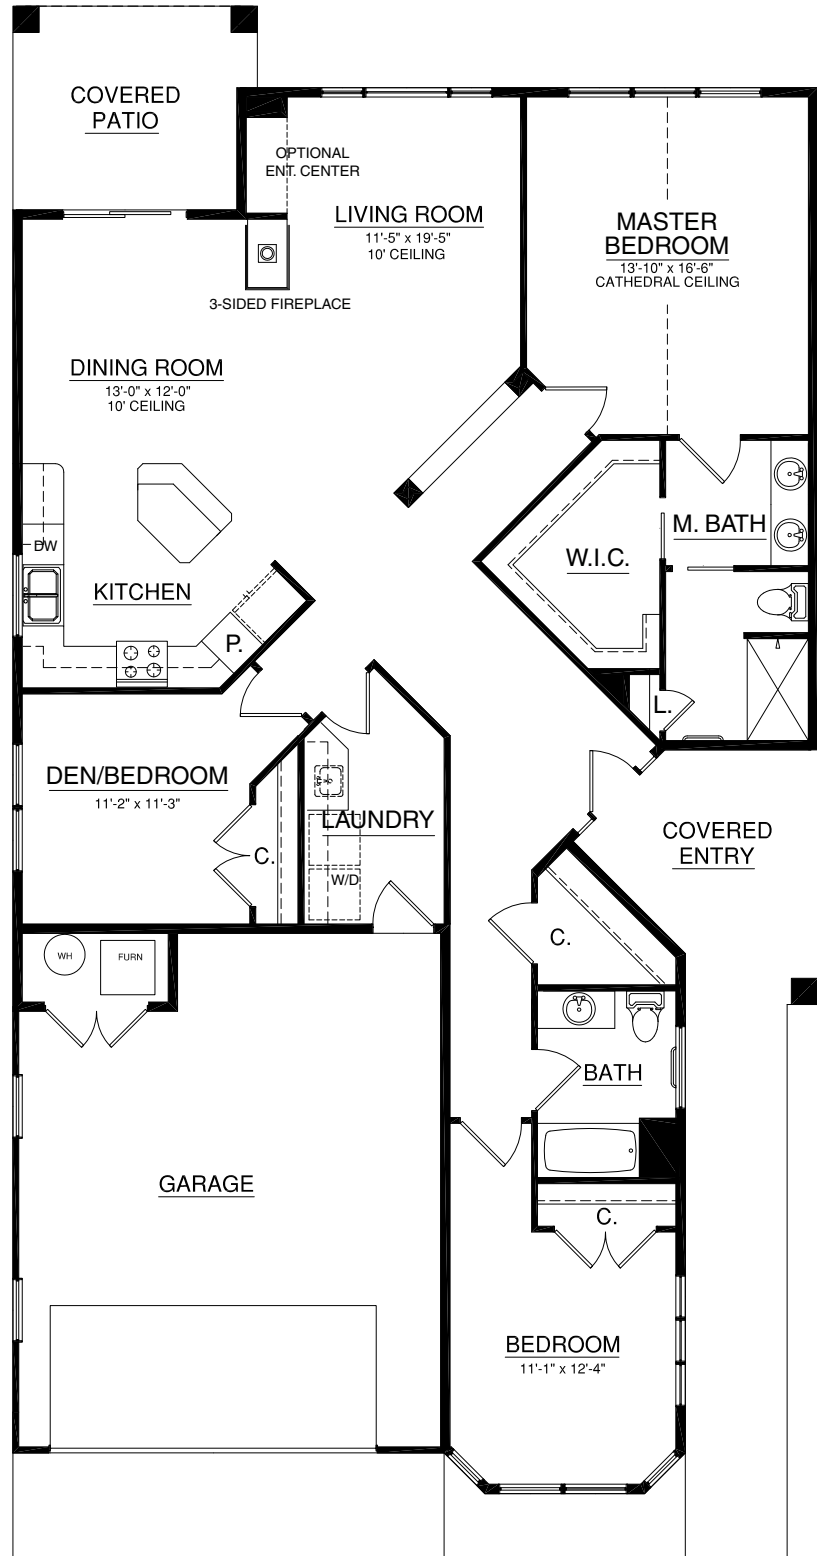 COVERED
PATIO
OPTIONAL
ENT. CENTER
LIVING ROOM
11'-5" x 19'-5"
10' CEILING
MASTER
BEDROOM
13'-10" x 16'-6"
CATHEDRAL CEILING
3-SIDED FIREPLACE
DINING ROOM
13'-0" x 12'-0"
10' CEILING
DW
KITCHEN
P.
W.I.C.
M. BATH
L.
DEN/BEDROOM
11'-2" x 11'-3"
C.
LAUNDRY
W/D
COVERED
ENTRY
C.
WH
FURN
BATH
GARAGE
C.
BEDROOM
11'-1" x 12'-4"